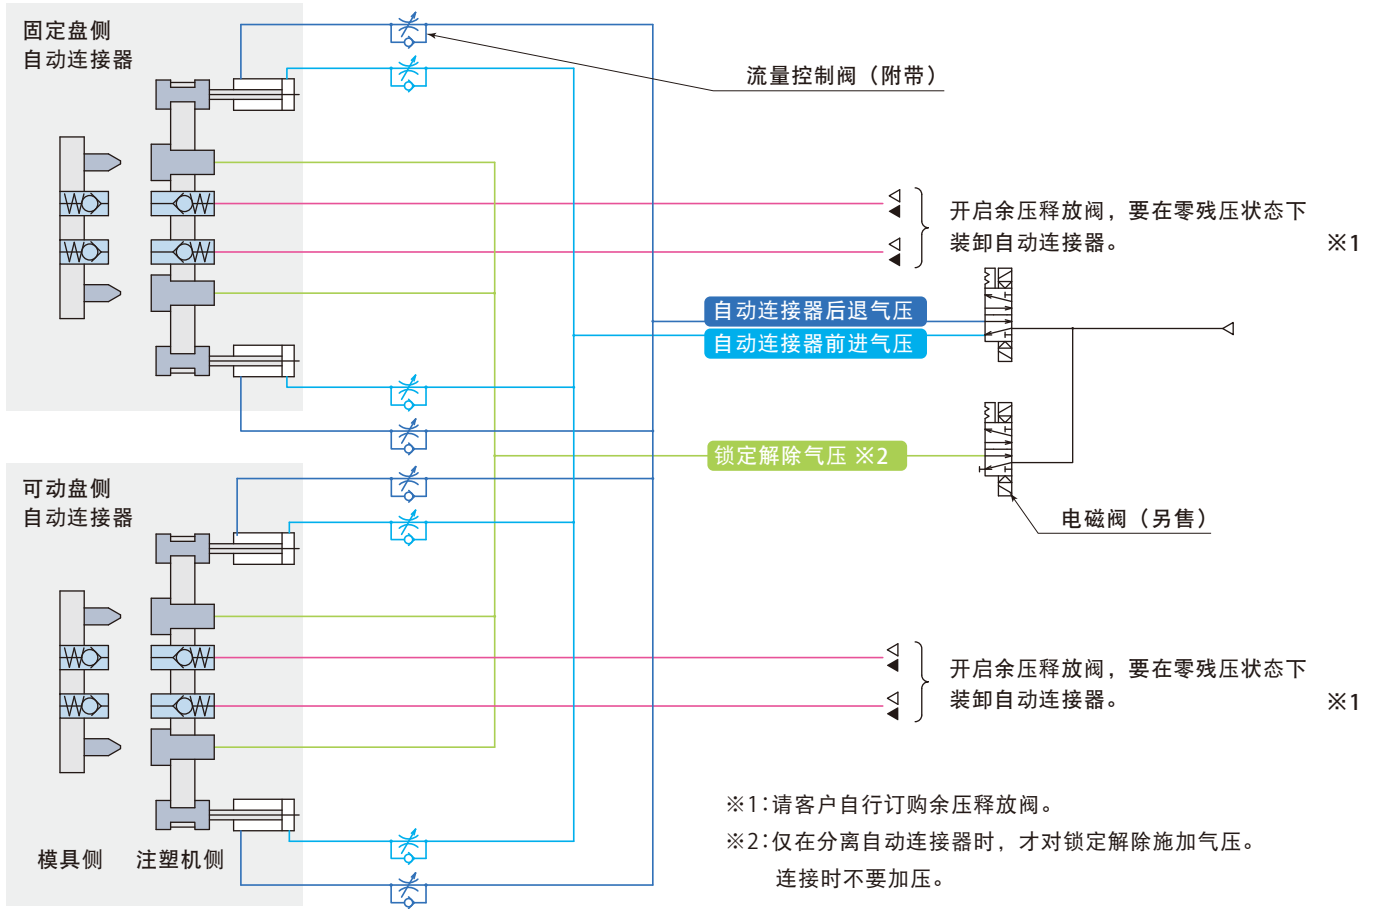 固定盘侧
自动连接器
流量控制阀（附带）
开启余压释放阀，要在零残压状态下
装卸自动连接器。
※1
自动连接器后退气压
自动连接器前进气压
锁定解除气压 ※2
可动盘侧
自动连接器
电磁阀（另售）
开启余压释放阀，要在零残压状态下
装卸自动连接器。
※1
模具侧
注塑机侧
※1：请客户自行订购余压释放阀。
※2：仅在分离自动连接器时，才对锁定解除施加气压。
连接时不要加压。